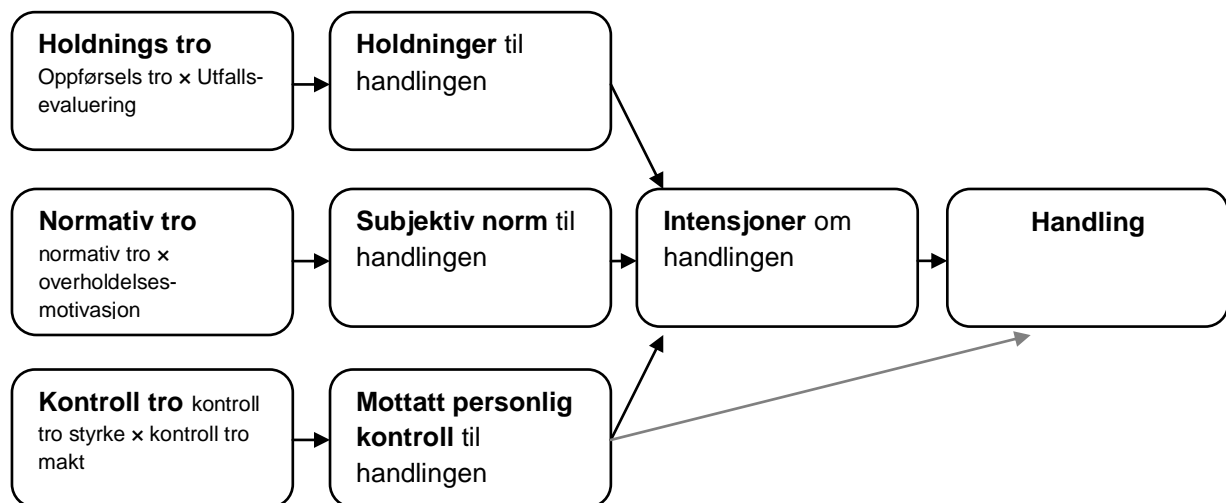 Holdnings tro
Oppførsels tro × Utfalls-
evaluering
Holdninger til
handlingen
Normativ tro
normativ tro ×
overholdelses-
motivasjon
Subjektiv norm til
handlingen
Intensjoner om
handlingen
Handling
Kontroll tro kontroll
tro styrke × kontroll tro
makt
Mottatt personlig
kontroll til
handlingen